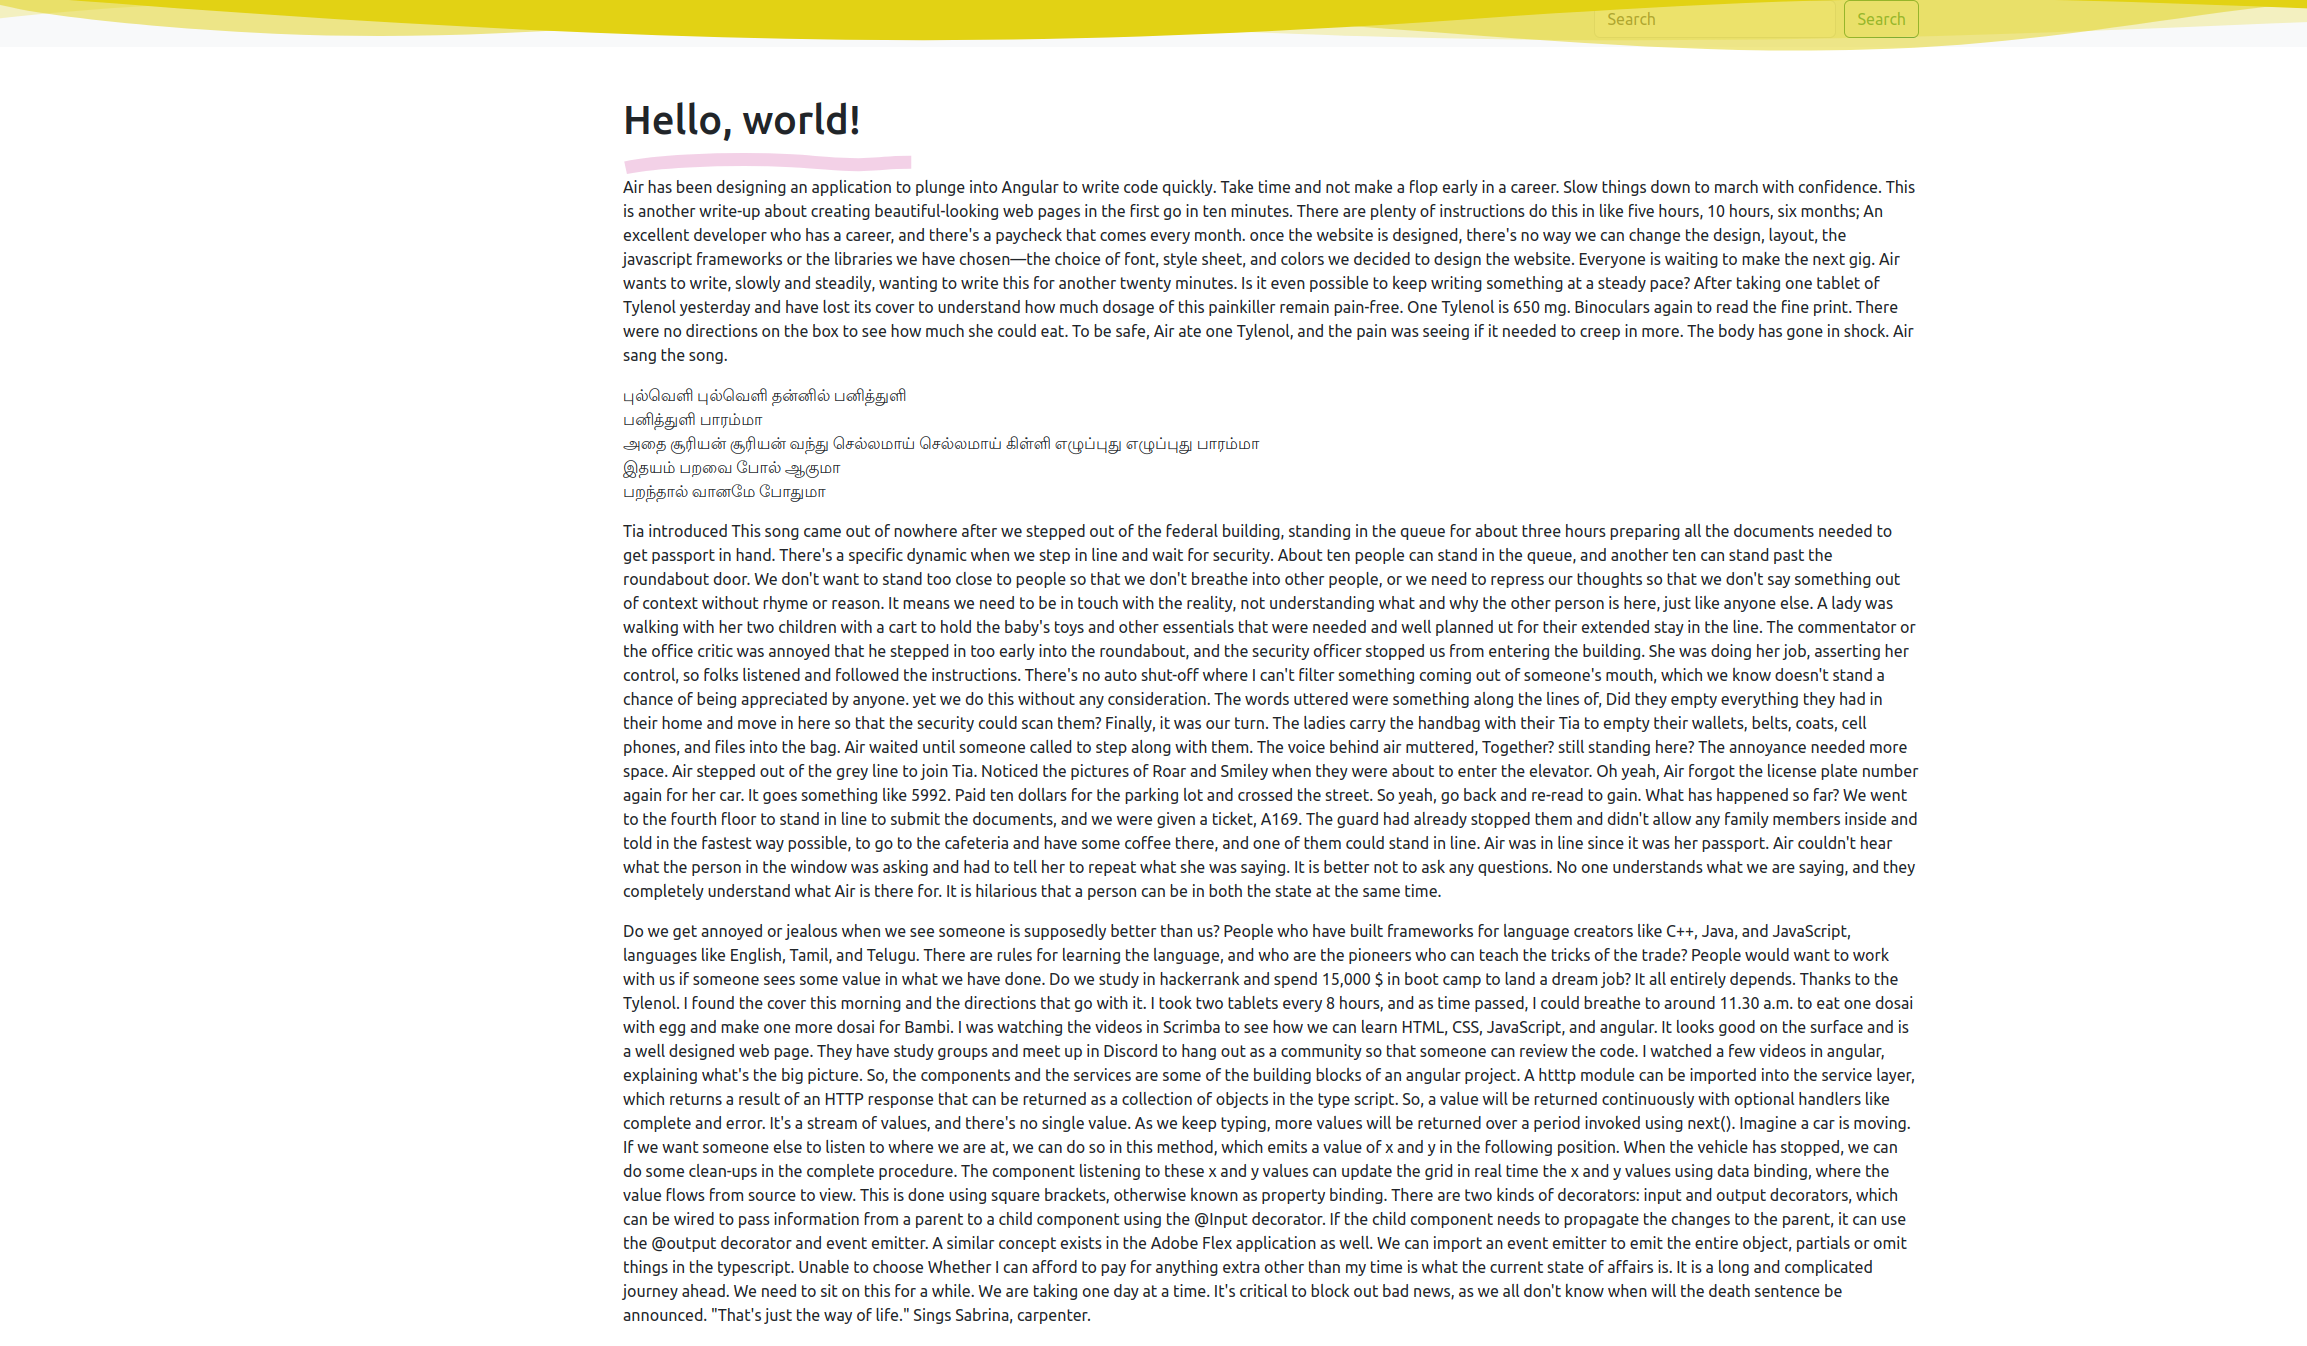 Search Search
Hello, world!
Air has been designing an application to plunge into Angular to write code quickly. Take time and not make a flop early in a career. Slow things down to march with confidence. This
is another write-up about creating beautiful-looking web pages in the first go in ten minutes. There are plenty of instructions do this in like five hours, 10 hours, six months; An
excellent developer who has a career, and there's a paycheck that comes every month. once the website is designed, there's no way we can change the design, layout, the
javascript frameworks or the libraries we have chosen—the choice of font, style sheet, and colors we decided to design the website. Everyone is waiting to make the next gig. Air
wants to write, slowly and steadily, wanting to write this for another twenty minutes. Is it even possible to keep writing something at a steady pace? After taking one tablet of
Tylenol yesterday and have lost its cover to understand how much dosage of this painkiller remain pain-free. One Tylenol is 650 mg. Binoculars again to read the fine print. There
were no directions on the box to see how much she could eat. To be safe, Air ate one Tylenol, and the pain was seeing if it needed to creep in more. The body has gone in shock. Air
sang the song.
புல்வெளி புல்வெளி தன்னில் பனித்துளி
பனித்துளி பாரம்மா
அதை சூரியன் சூரியன் வந்து செல்லமாய் செல்லமாய் கிள்ளி எழுப்புது எழுப்புது பாரம்மா
இதயம் பறவை போல் ஆகுமா
பறந்தால் வானமே போதுமா
Tia introduced This song came out of nowhere after we stepped out of the federal building, standing in the queue for about three hours preparing all the documents needed to
get passport in hand. There's a specific dynamic when we step in line and wait for security. About ten people can stand in the queue, and another ten can stand past the
roundabout door. We don't want to stand too close to people so that we don't breathe into other people, or we need to repress our thoughts so that we don't say something out
of context without rhyme or reason. It means we need to be in touch with the reality, not understanding what and why the other person is here, just like anyone else. A lady was
walking with her two children with a cart to hold the baby's toys and other essentials that were needed and well planned ut for their extended stay in the line. The commentator or
the office critic was annoyed that he stepped in too early into the roundabout, and the security officer stopped us from entering the building. She was doing her job, asserting her
control, so folks listened and followed the instructions. There's no auto shut-off where I can't filter something coming out of someone's mouth, which we know doesn't stand a
chance of being appreciated by anyone. yet we do this without any consideration. The words uttered were something along the lines of, Did they empty everything they had in
their home and move in here so that the security could scan them? Finally, it was our turn. The ladies carry the handbag with their Tia to empty their wallets, belts, coats, cell
phones, and files into the bag. Air waited until someone called to step along with them. The voice behind air muttered, Together? still standing here? The annoyance needed more
space. Air stepped out of the grey line to join Tia. Noticed the pictures of Roar and Smiley when they were about to enter the elevator. Oh yeah, Air forgot the license plate number
again for her car. It goes something like 5992. Paid ten dollars for the parking lot and crossed the street. So yeah, go back and re-read to gain. What has happened so far? We went
to the fourth floor to stand in line to submit the documents, and we were given a ticket, A169. The guard had already stopped them and didn't allow any family members inside and
told in the fastest way possible, to go to the cafeteria and have some coffee there, and one of them could stand in line. Air was in line since it was her passport. Air couldn't hear
what the person in the window was asking and had to tell her to repeat what she was saying. It is better not to ask any questions. No one understands what we are saying, and they
completely understand what Air is there for. It is hilarious that a person can be in both the state at the same time.
Do we get annoyed or jealous when we see someone is supposedly better than us? People who have built frameworks for language creators like C++, Java, and JavaScript,
languages like English, Tamil, and Telugu. There are rules for learning the language, and who are the pioneers who can teach the tricks of the trade? People would want to work
with us if someone sees some value in what we have done. Do we study in hackerrank and spend 15,000 $ in boot camp to land a dream job? It all entirely depends. Thanks to the
Tylenol. I found the cover this morning and the directions that go with it. I took two tablets every 8 hours, and as time passed, I could breathe to around 11.30 a.m. to eat one dosai
with egg and make one more dosai for Bambi. I was watching the videos in Scrimba to see how we can learn HTML, CSS, JavaScript, and angular. It looks good on the surface and is
a well designed web page. They have study groups and meet up in Discord to hang out as a community so that someone can review the code. I watched a few videos in angular,
explaining what's the big picture. So, the components and the services are some of the building blocks of an angular project. A htttp module can be imported into the service layer,
which returns a result of an HTTP response that can be returned as a collection of objects in the type script. So, a value will be returned continuously with optional handlers like
complete and error. It's a stream of values, and there's no single value. As we keep typing, more values will be returned over a period invoked using next(). Imagine a car is moving.
If we want someone else to listen to where we are at, we can do so in this method, which emits a value of x and y in the following position. When the vehicle has stopped, we can
do some clean-ups in the complete procedure. The component listening to these x and y values can update the grid in real time the x and y values using data binding, where the
value flows from source to view. This is done using square brackets, otherwise known as property binding. There are two kinds of decorators: input and output decorators, which
can be wired to pass information from a parent to a child component using the @Input decorator. If the child component needs to propagate the changes to the parent, it can use
the @output decorator and event emitter. A similar concept exists in the Adobe Flex application as well. We can import an event emitter to emit the entire object, partials or omit
things in the typescript. Unable to choose Whether I can afford to pay for anything extra other than my time is what the current state of affairs is. It is a long and complicated
journey ahead. We need to sit on this for a while. We are taking one day at a time. It's critical to block out bad news, as we all don't know when will the death sentence be
announced. "That's just the way of life." Sings Sabrina, carpenter.